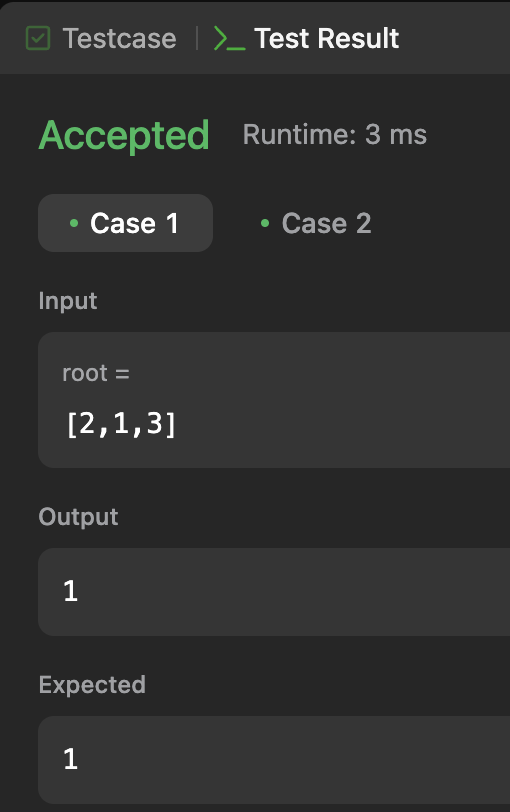 Testcase | >_ Test Result
Accepted Runtime: 3 ms
• Case 1 • Case 2
Input
root =
[2,1,3]
Output
1
Expected
1